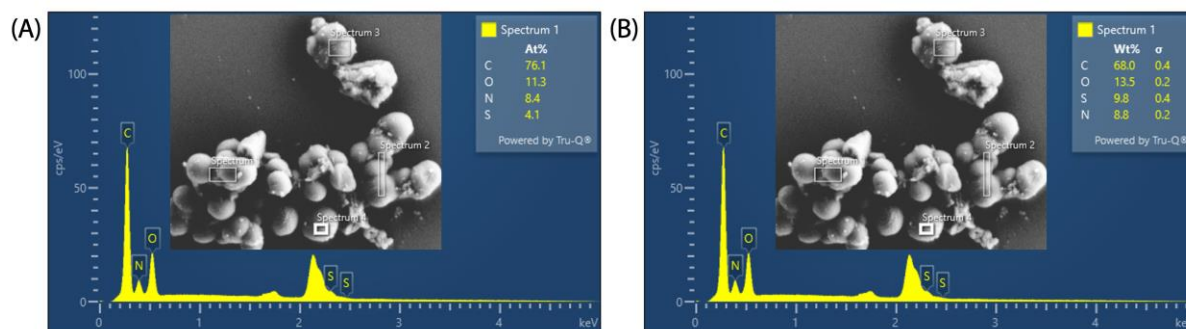 (A)
Spectrum 1
At%
C 76.1
O 11.3
N 8.4
S 4.1
Powered by Tru-Q®
Spectrum 3
Spectrum 2
Spectrum
Spectrum 4
cps/eV
100
50
0
C
N
O
S
S
0
1
2
3
4
keV
(B)
Spectrum 1
Wt% σ
C 68.0 0.4
O 13.5 0.2
S 9.8 0.4
N 8.8 0.2
Powered by Tru-Q®
Spectrum 3
Spectrum 2
Spectrum
Spectrum 4
cps/eV
100
50
0
C
N
O
S
S
0
1
2
3
4
keV